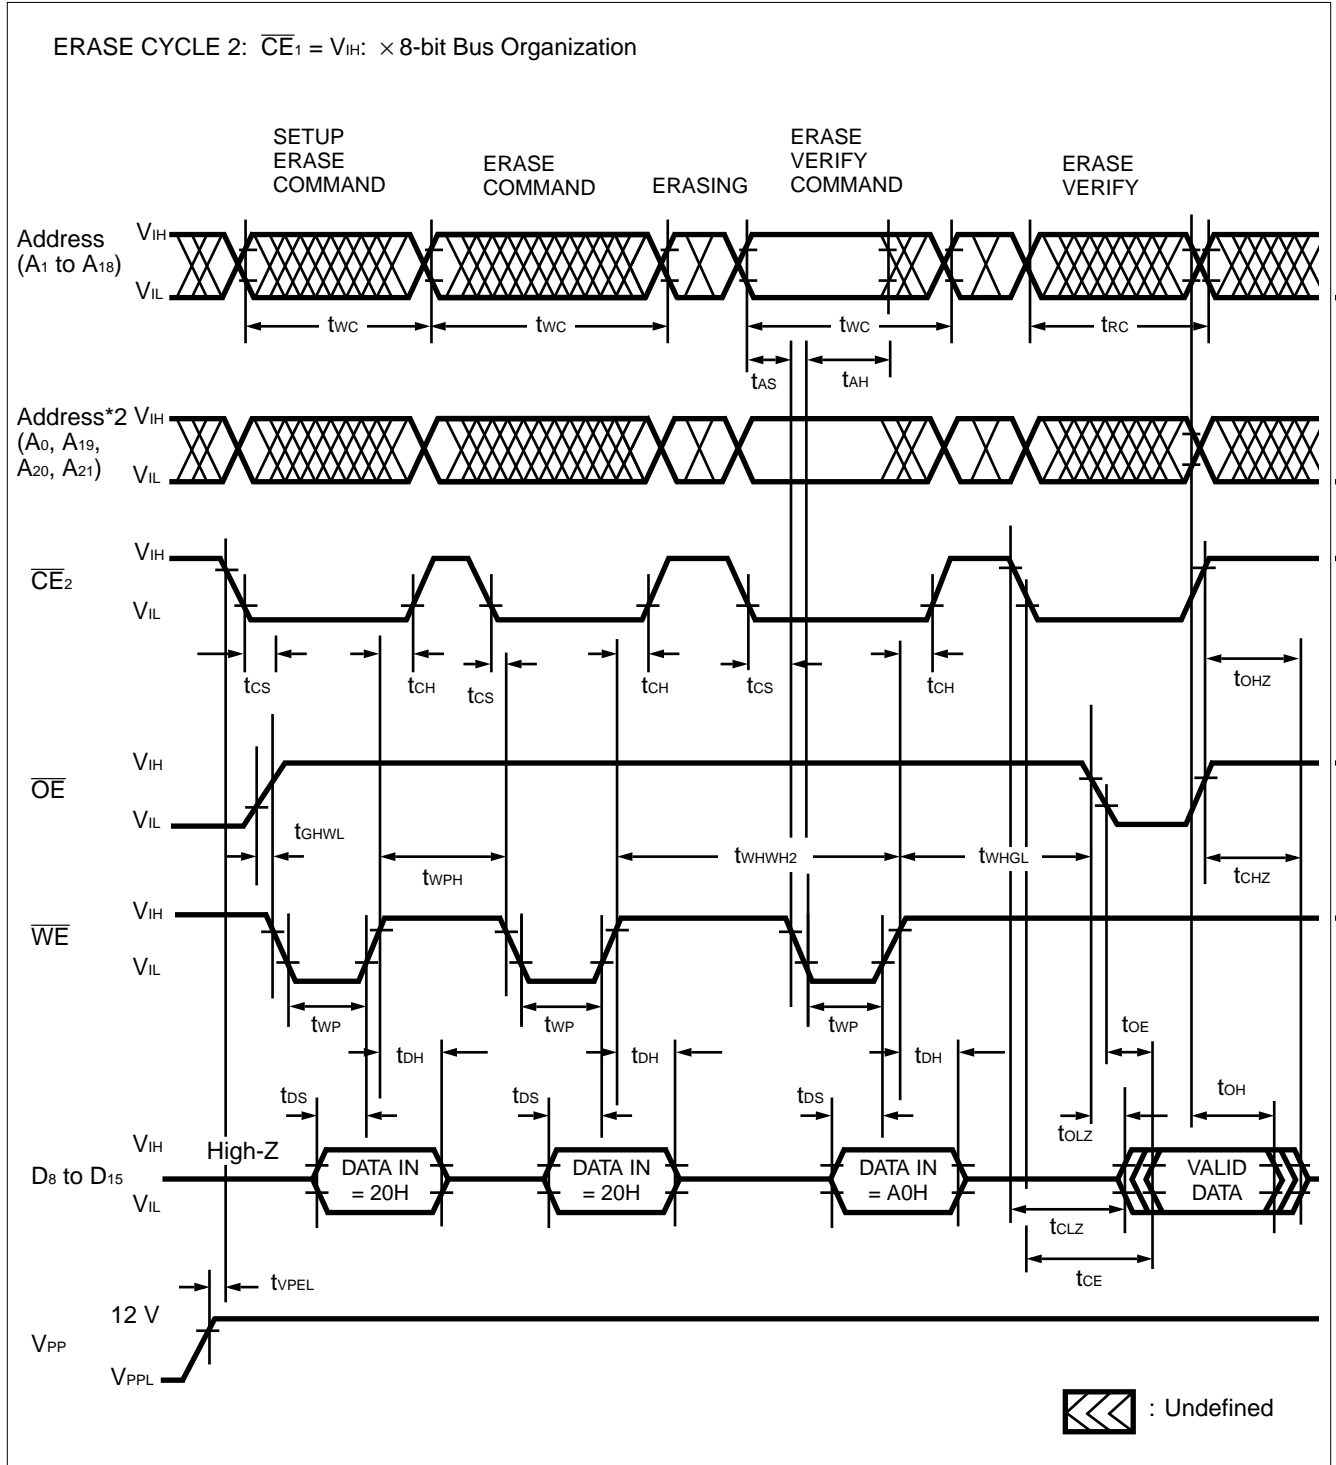 ERASE CYCLE 2: CE1 = VIH: × 8-bit Bus Organization
SETUP
ERASE
COMMAND
ERASE
COMMAND
ERASING
ERASE
VERIFY
COMMAND
ERASE
VERIFY
Address
(A1 to A18)
VIH
VIL
tWC
tWC
tWC
tRC
tAS
tAH
Address*2
(A0, A19,
A20, A21)
VIH
VIL
CE2
VIH
VIL
tCS
tCH
tCS
tCH
tCS
tCH
tOHZ
OE
VIH
VIL
tGHWL
tWPH
tWHWH2
tWHGL
tCHZ
WE
VIH
VIL
tWP
tWP
tWP
tOE
tDH
tDH
tDH
tDS
tDS
tDS
tOH
tOLZ
D8 to D15
VIH
VIL
High-Z
DATA IN
= 20H
DATA IN
= 20H
DATA IN
= A0H
VALID
DATA
tCLZ
tCE
tVPEL
VPP
12 V
VPPL
: Undefined